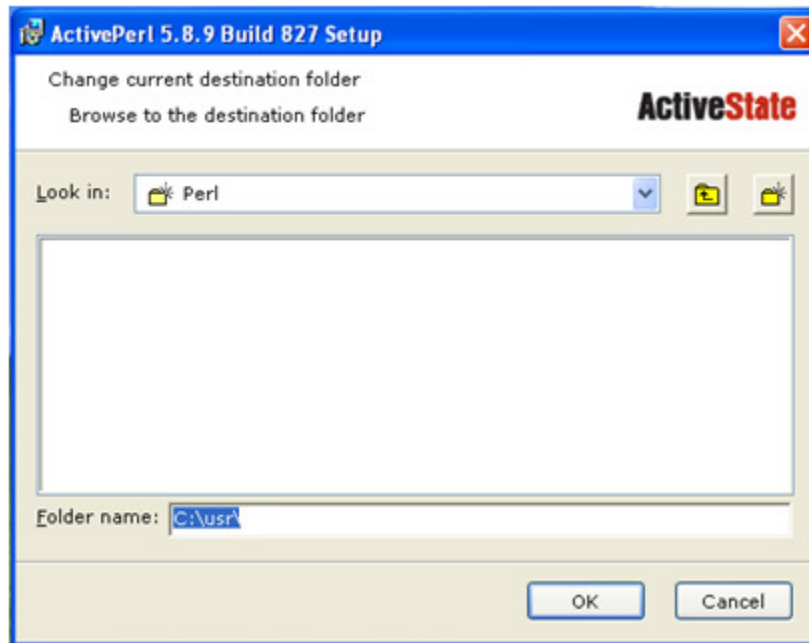 ActivePerl 5.8.9 Build 827 Setup
Change current destination folder
Browse to the destination folder
ActiveState
Look in: Perl
Folder name: C:\usr\
OK Cancel